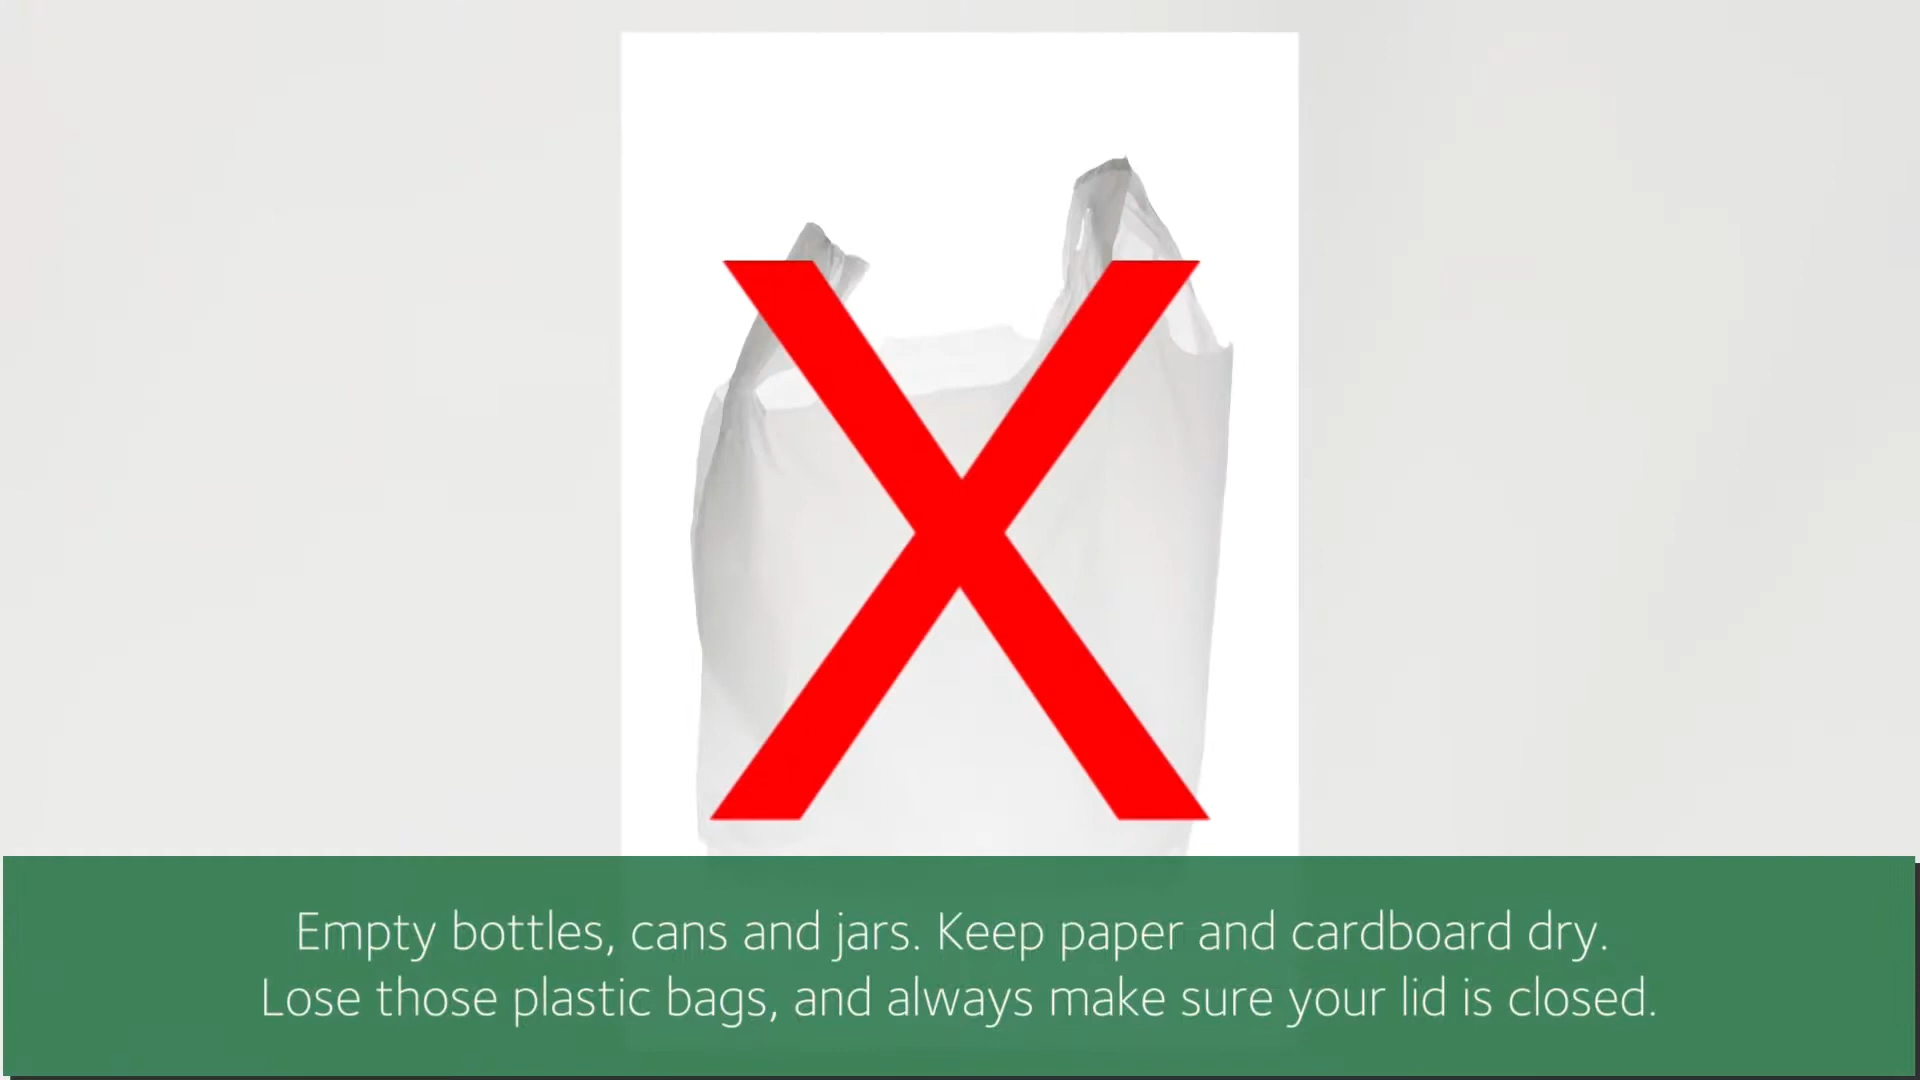 Empty bottles, cans and jars. Keep paper and cardboard dry.
Lose those plastic bags, and always make sure your lid is closed.